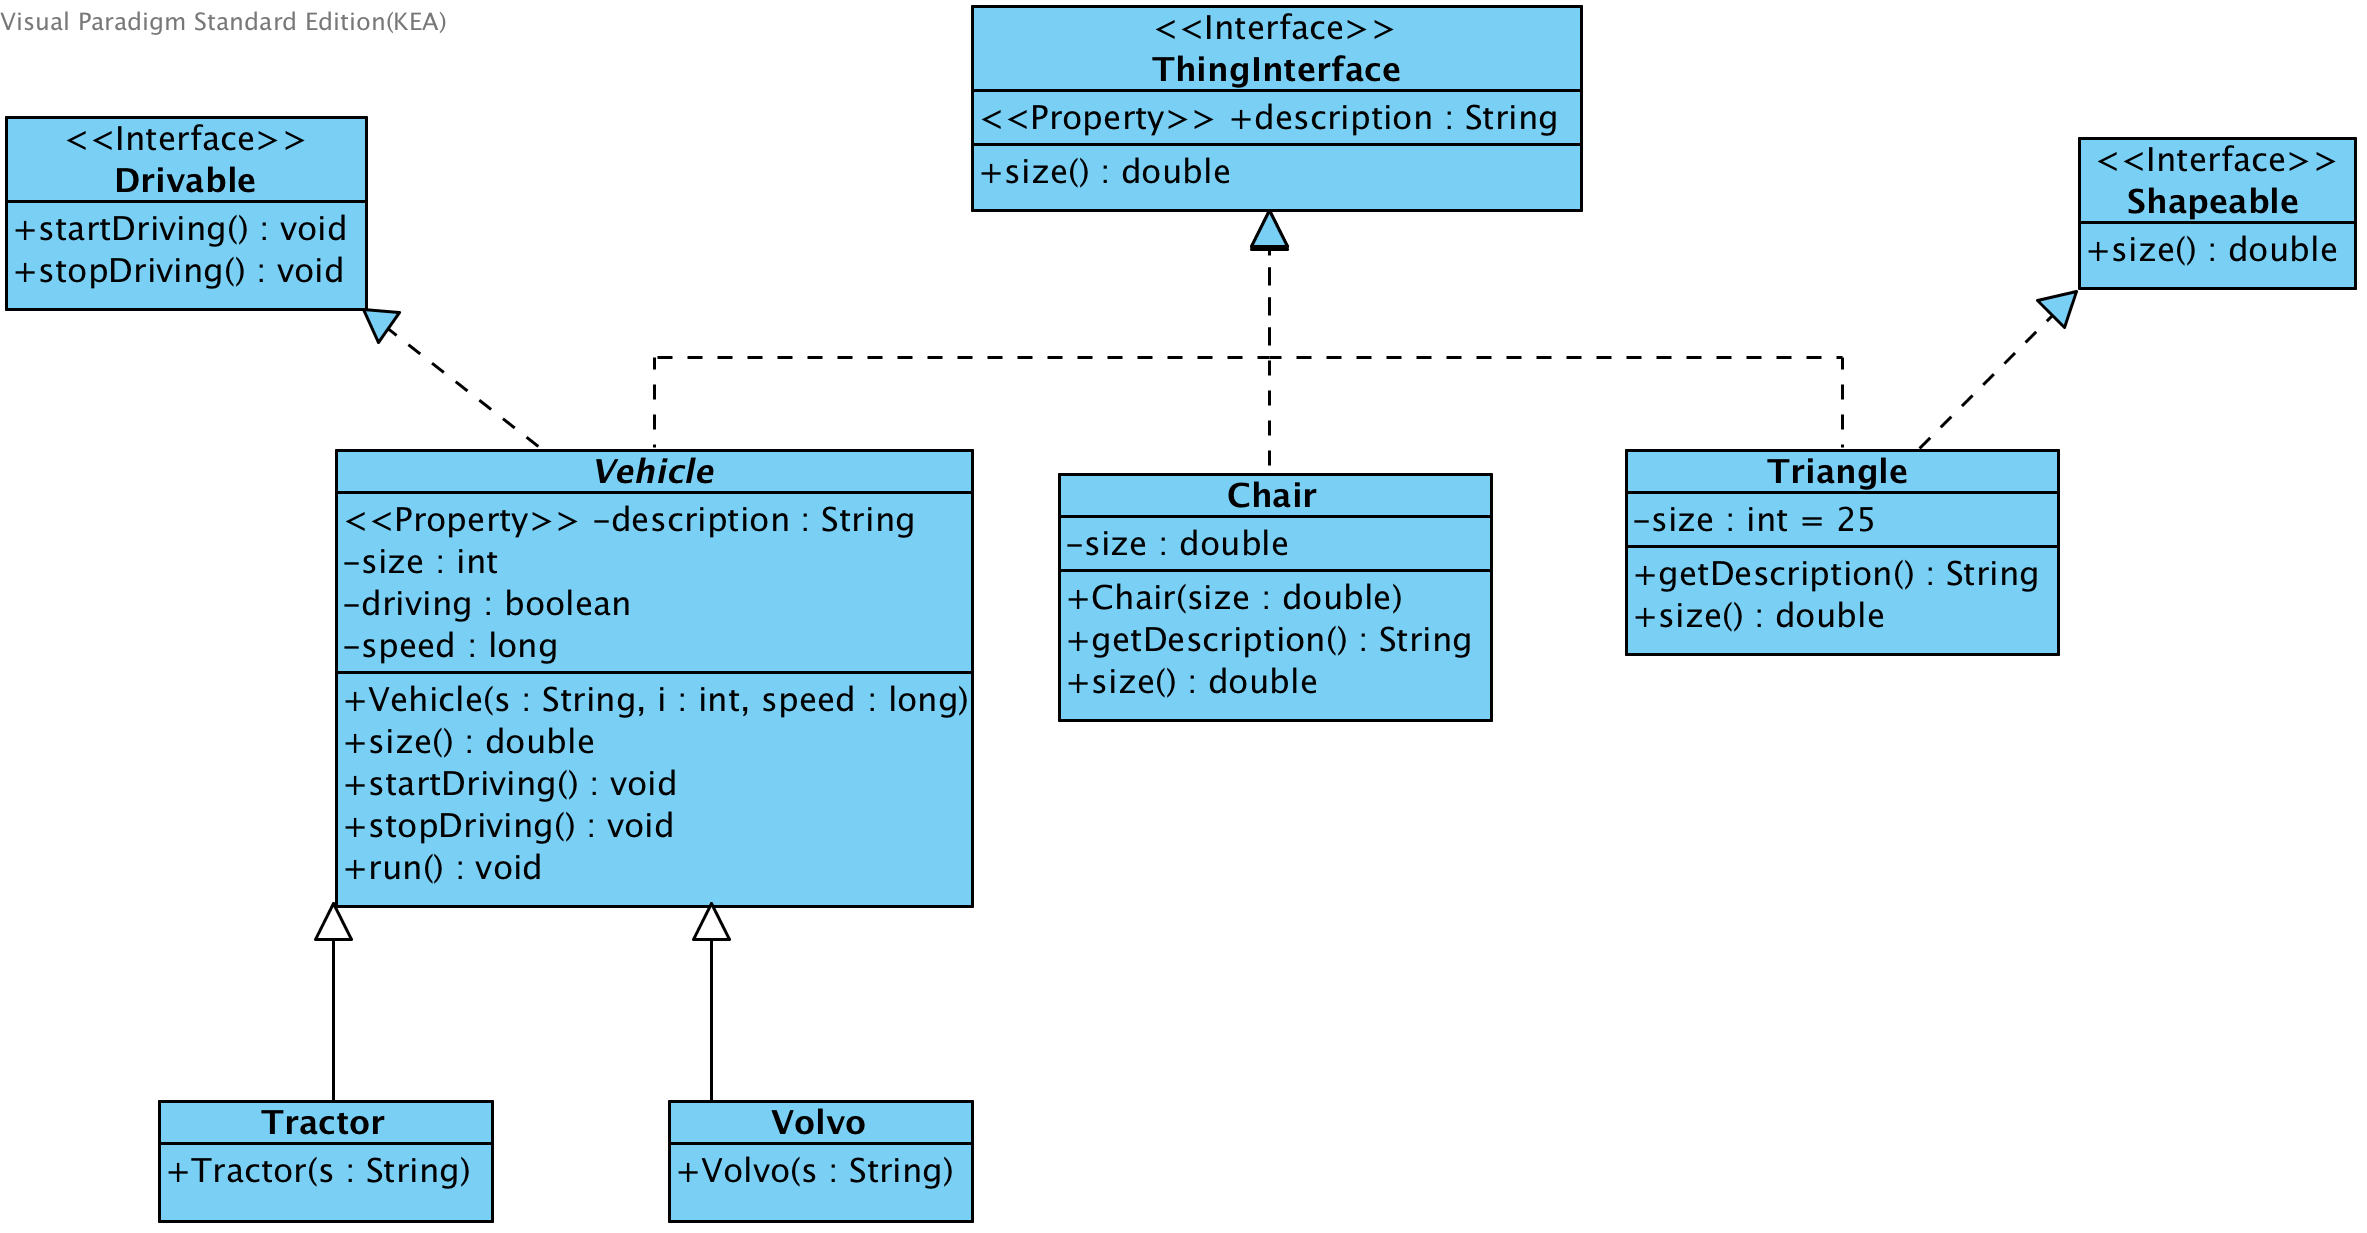 Visual Paradigm Standard Edition(KEA)
<<Interface>>
ThingInterface
<<Property>> +description : String
+size() : double
<<Interface>>
Drivable
+startDriving() : void
+stopDriving() : void
<<Interface>>
Shapeable
+size() : double
Vehicle
<<Property>> -description : String
-size : int
-driving : boolean
-speed : long
+Vehicle(s : String, i : int, speed : long)
+size() : double
+startDriving() : void
+stopDriving() : void
+run() : void
Chair
-size : double
+Chair(size : double)
+getDescription() : String
+size() : double
Triangle
-size : int = 25
+getDescription() : String
+size() : double
Tractor
+Tractor(s : String)
Volvo
+Volvo(s : String)